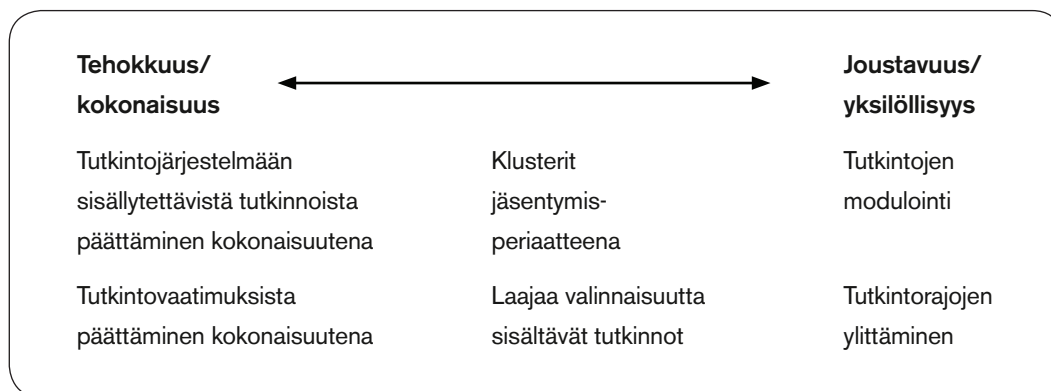 Tehokkuus/
kokonaisuus
Joustavuus/
yksilöllisyys
Tutkintojärjestelmään
sisällytettävistä tutkinnoista
päättäminen kokonaisuutena
Klusterit
jäsentymis-
periaatteena
Tutkintojen
modulointi
Tutkintovaatimuksista
päättäminen kokonaisuutena
Laajaa valinnaisuutta
sisältävät tutkinnot
Tutkintorajojen
ylittäminen